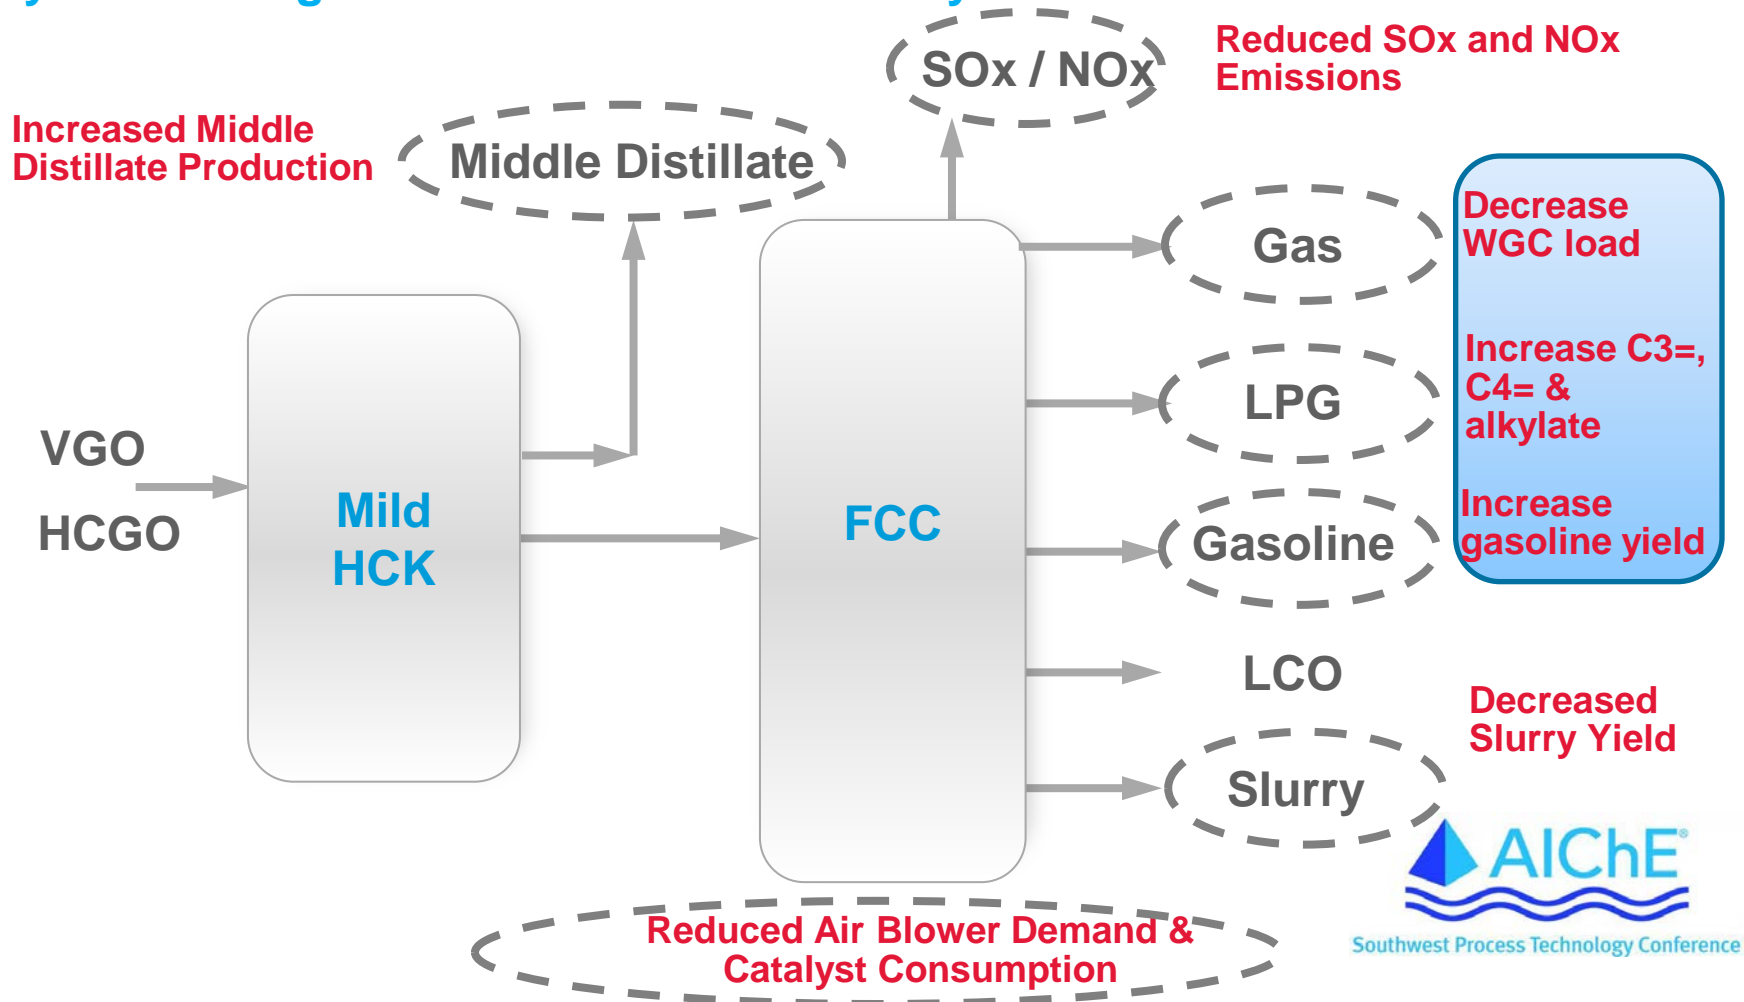 Reduced SOx and NOx
Emissions
SOx / NOx
Increased Middle
Distillate Production
Middle Distillate
Gas
Decrease
WGC load
LPG
Increase C3=,
C4= &
alkylate
VGO
HCGO
Mild
HCK
FCC
Gasoline
Increase
gasoline yield
LCO
Decreased
Slurry Yield
Slurry
AIChE®
Southwest Process Technology Conference
Reduced Air Blower Demand &
Catalyst Consumption